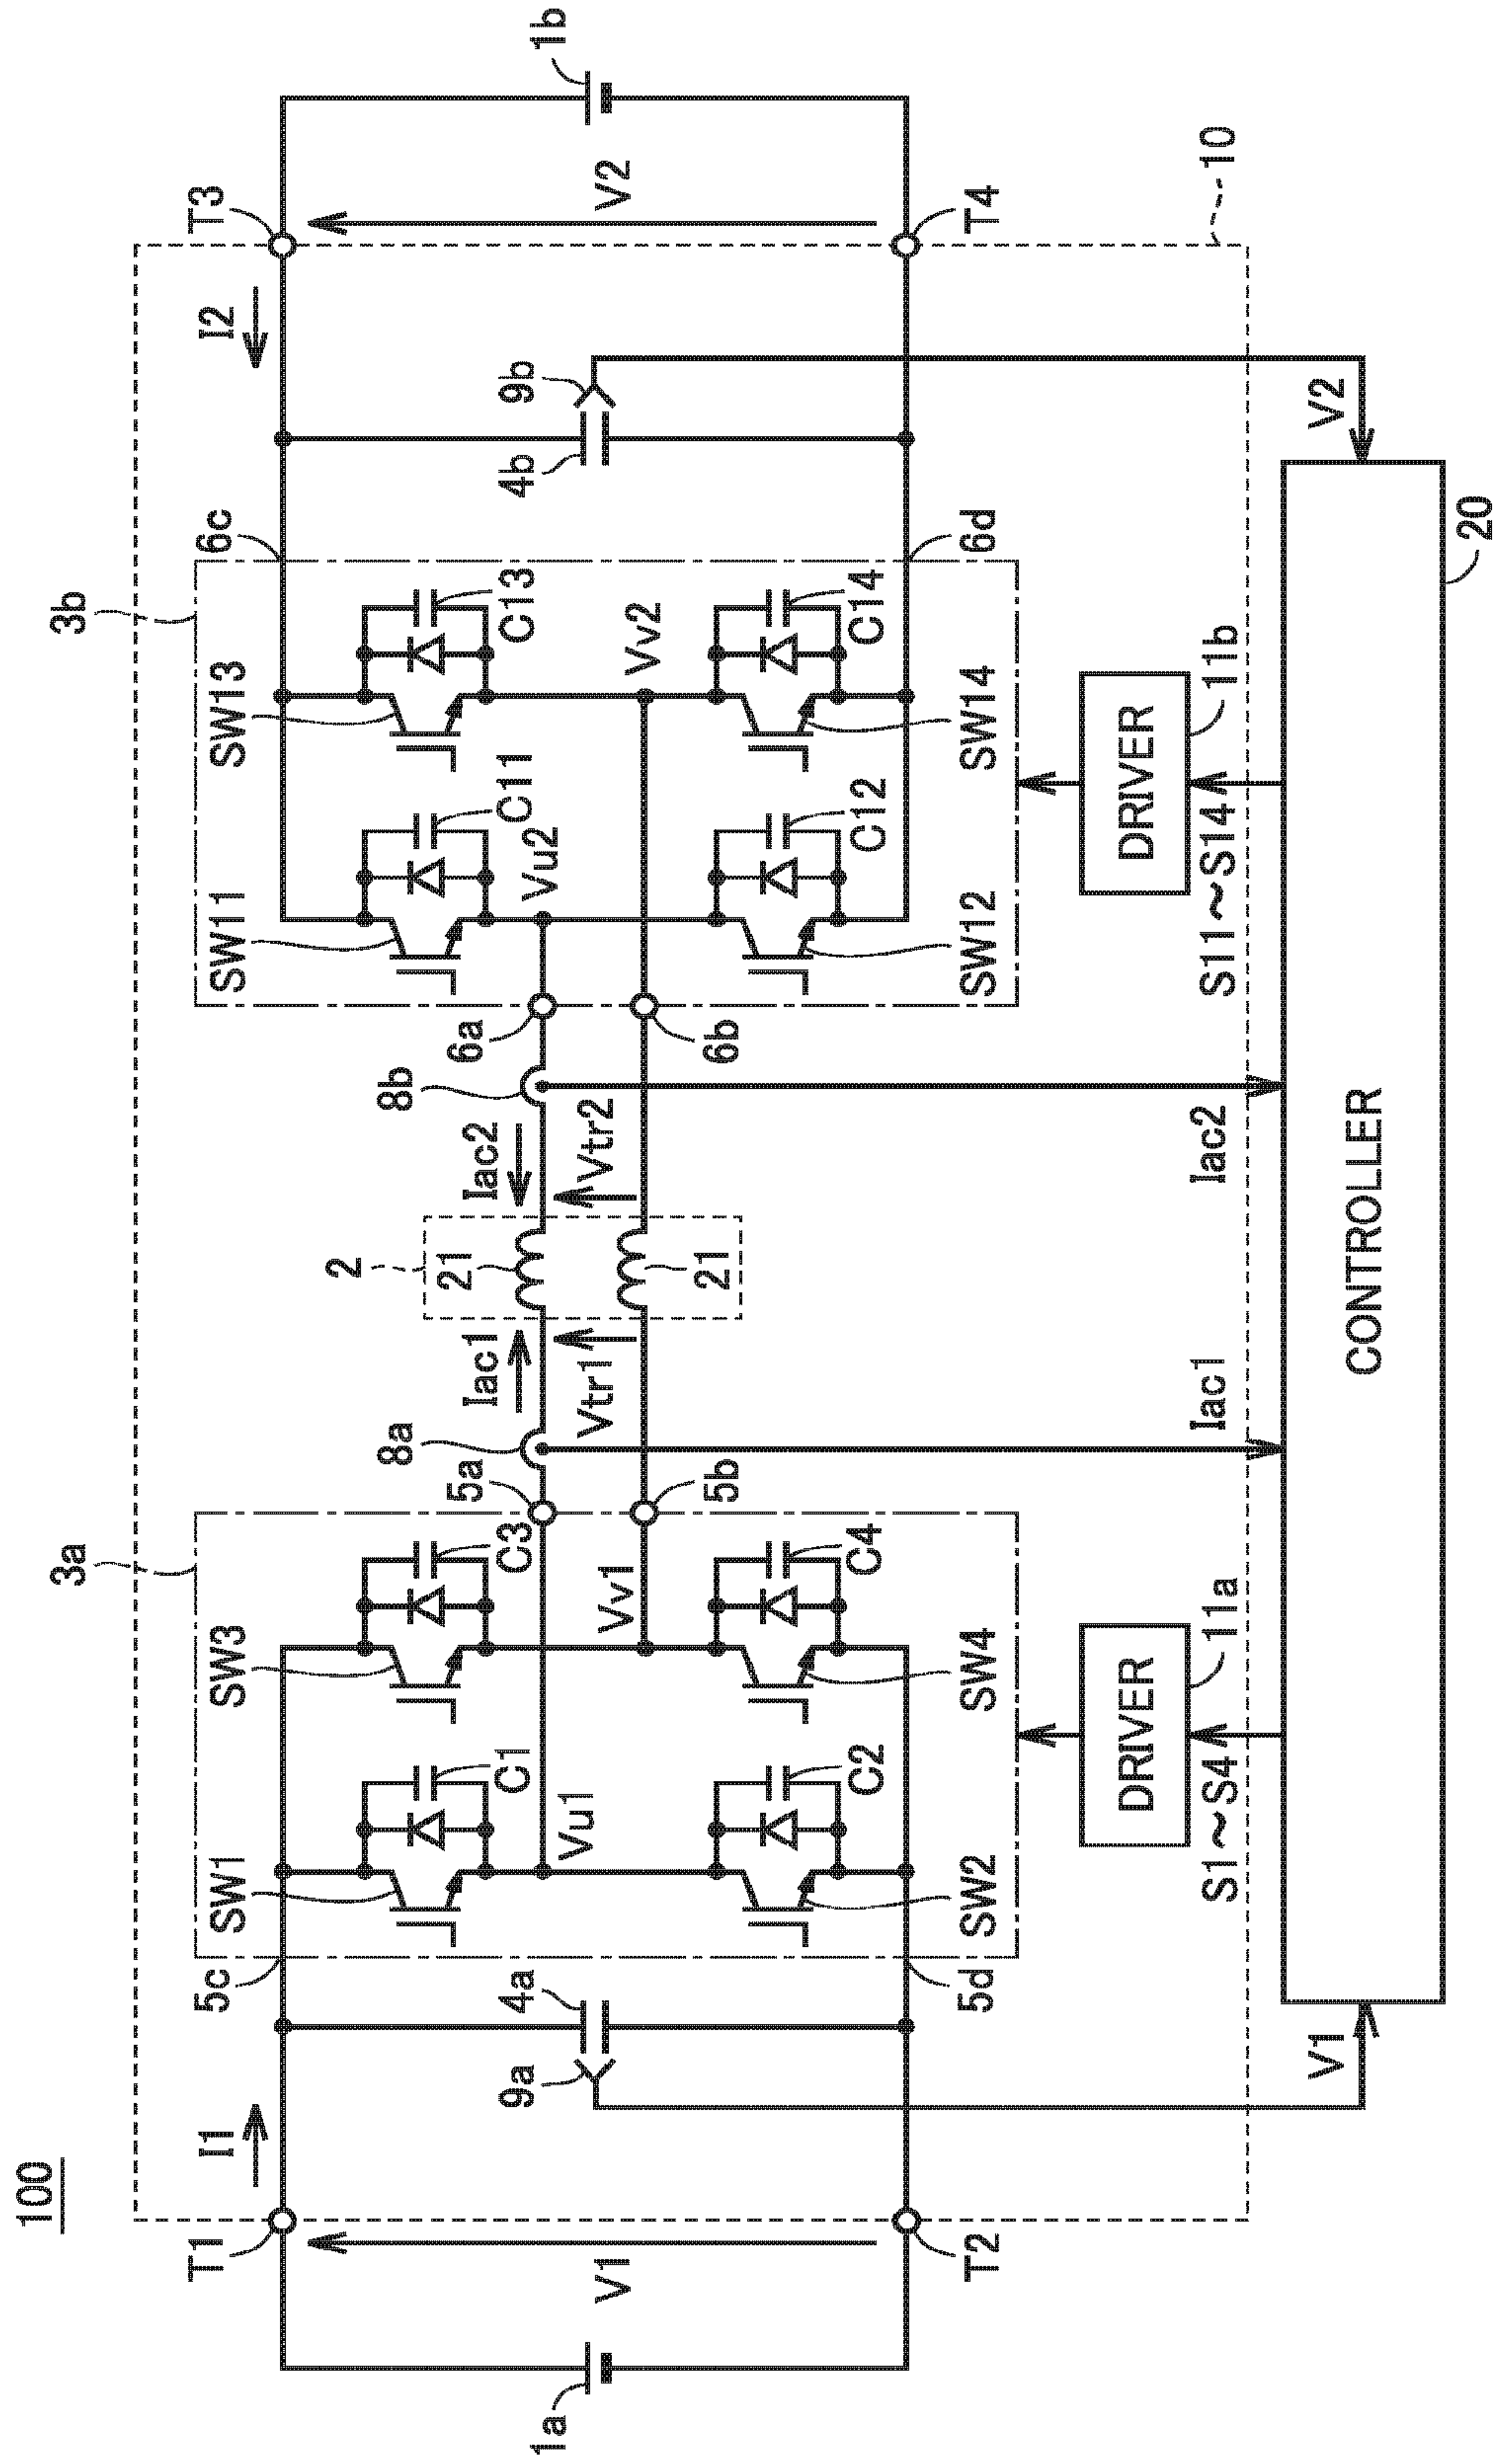 100
3a
3b
T1
I1
5c
SW1
SW3
SW11
SW13
6c
I2
T3
C1
C3
C11
C13
8a
Iac1
2
Iac2
8b
5a
21
6a
Vu1
Vu2
1a
V1
9a
4a
4b
9b
V2
1b
Vv1
Vtr1
Vtr2
Vv2
5b
21
6b
C2
C4
C12
C14
T2
5d
SW2
SW4
SW12
SW14
6d
T4
DRIVER
11a
DRIVER
11b
S1~S4
Iac1
Iac2
S11~S14
10
V1
CONTROLLER
V2
20